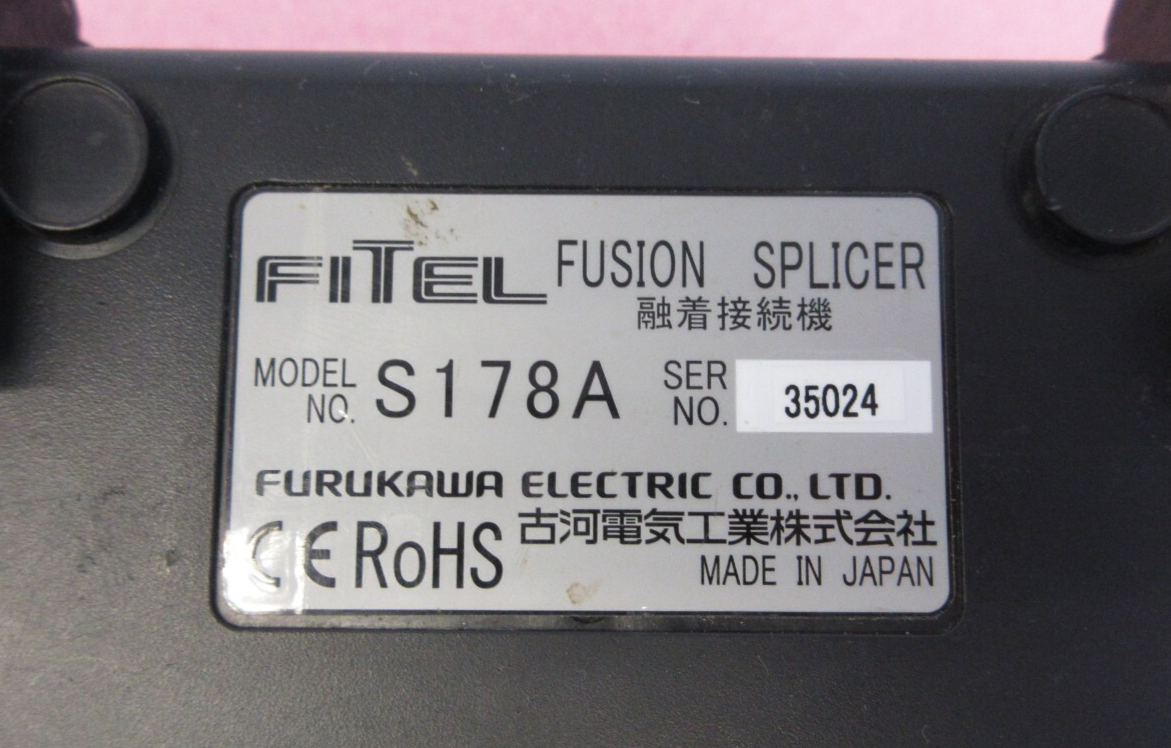 FITEL FUSION SPLICER
融着接続機
MODEL NO. S178A SER NO. 35024
FURUKAWA ELECTRIC CO., LTD.
古河電気工業株式会社
CE RoHS
MADE IN JAPAN